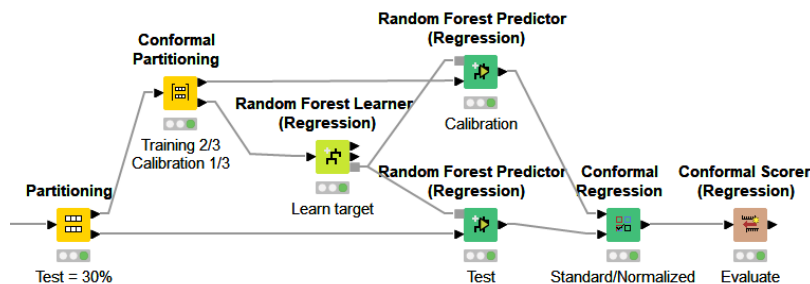 Random Forest Predictor
(Regression)
Conformal
Partitioning
Random Forest Learner
(Regression)
Calibration
Training 2/3
Calibration 1/3
Random Forest Predictor
(Regression)
Conformal
Regression
Conformal Scorer
(Regression)
Partitioning
Learn target
Test = 30%
Test
Standard/Normalized
Evaluate